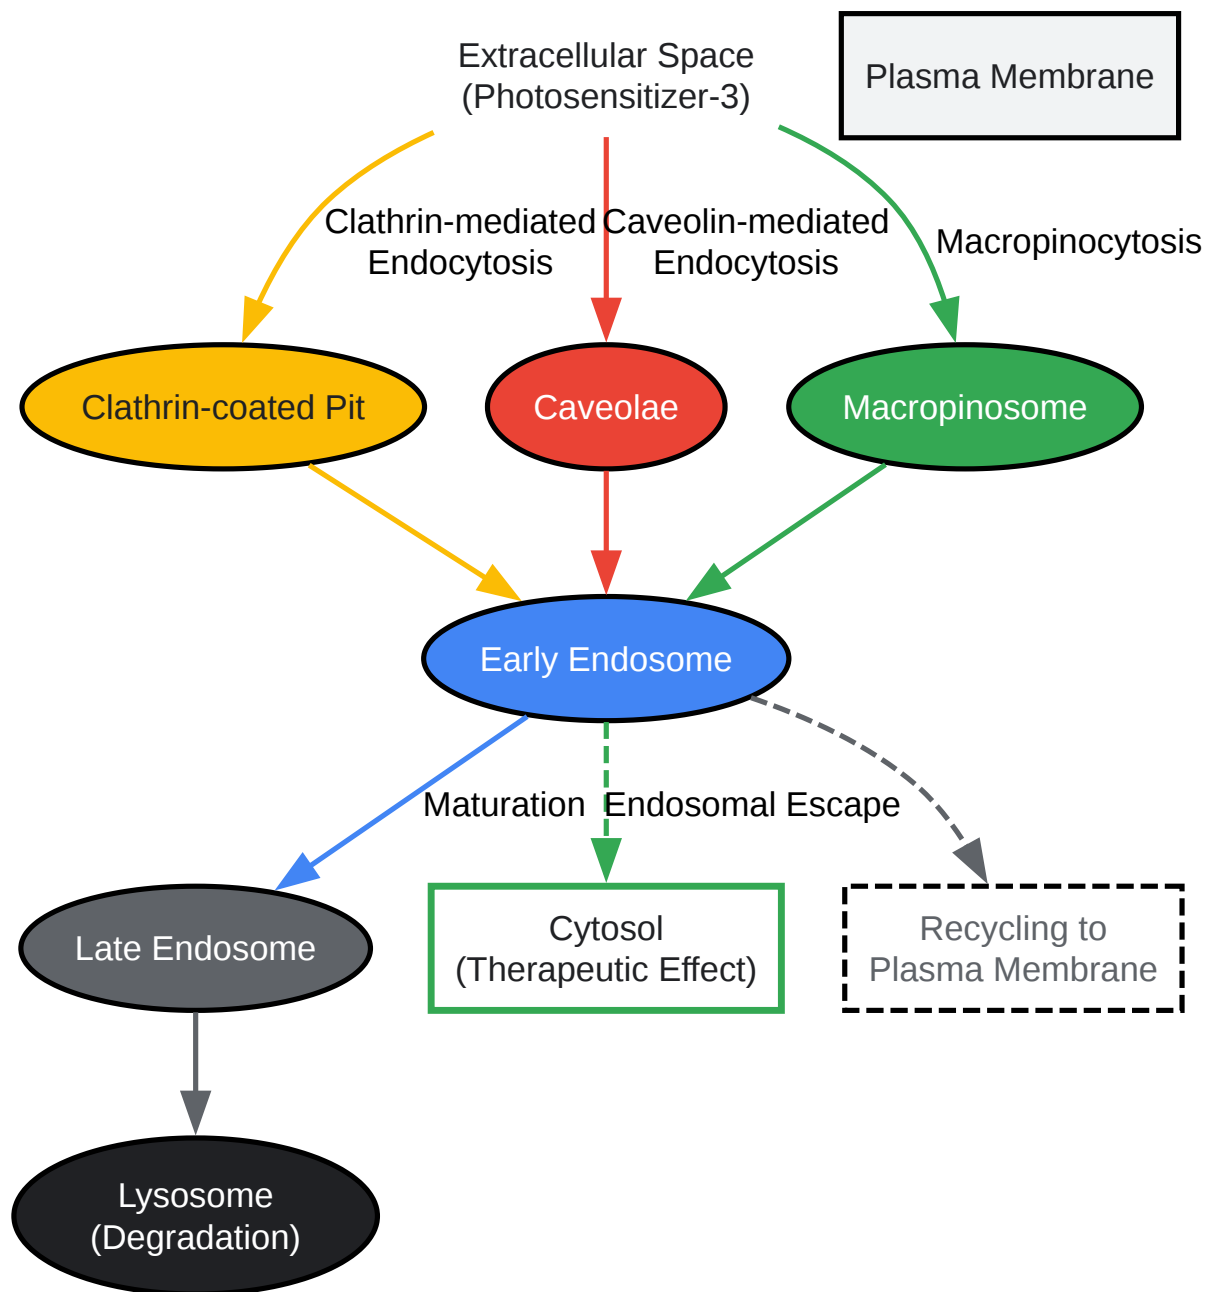 Extracellular Space
(Photosensitizer-3)
Plasma Membrane
Clathrin-mediated
Endocytosis
Caveolin-mediated
Endocytosis
Macropinocytosis
Clathrin-coated Pit
Caveolae
Macropinosome
Early Endosome
Maturation
Endosomal Escape
Late Endosome
Cytosol
(Therapeutic Effect)
Recycling to
Plasma Membrane
Lysosome
(Degradation)